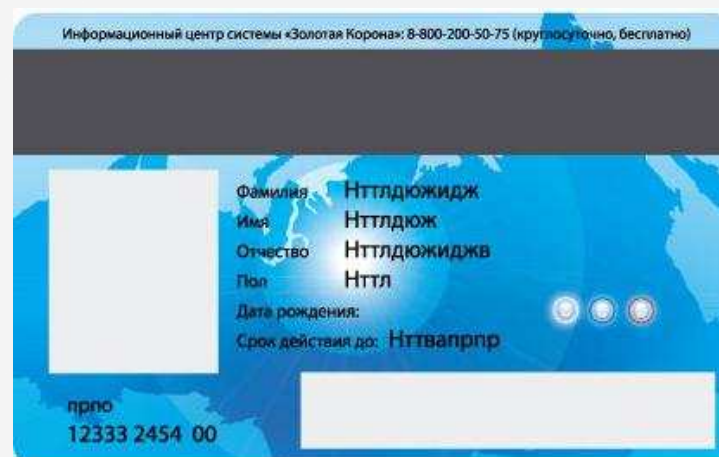 Информационный центр системы «Золотая Корона»: 8-800-200-50-75 (круглосуточно, бесплатно)
Фамилия Нттлдюжидж
Имя Нттлдюж
Отчество Нттлдюжиджв
Пол Нттл
Дата рождения:
Срок действия до: Нттвапрпр
прпо
12333 2454 00